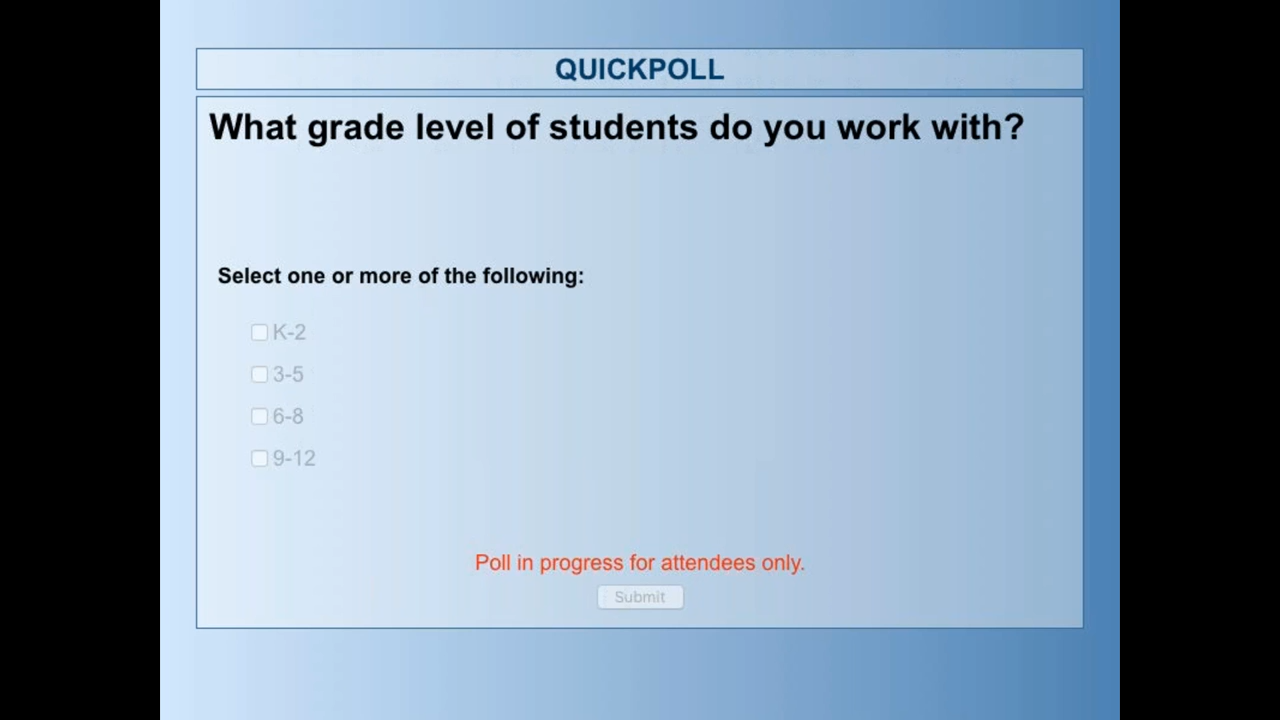 QUICKPOLL
What grade level of students do you work with?
Select one or more of the following:
K-2
3-5
6-8
9-12
Poll in progress for attendees only.
Submit